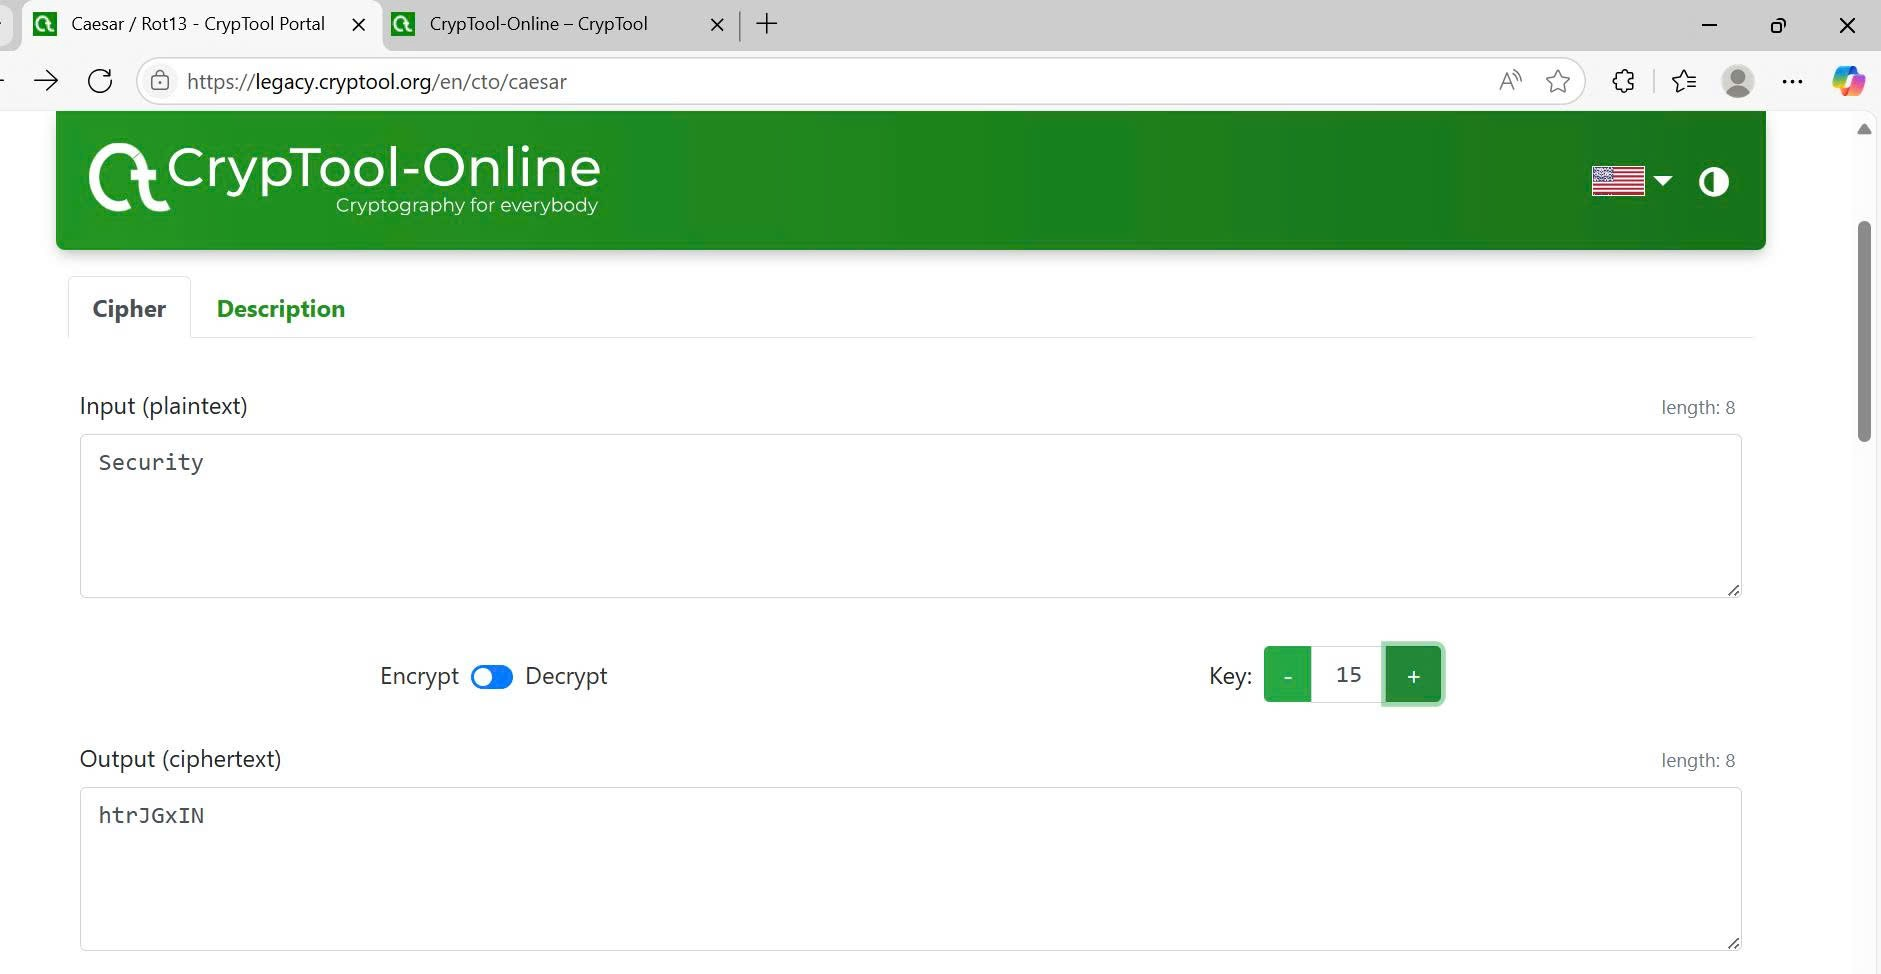 Caesar / Rot13 - CrypTool Portal
CrypTool-Online – CrypTool
https://legacy.cryptool.org/en/cto/caesar
CrypTool-Online
Cryptography for everybody
Cipher
Description
Input (plaintext)
length: 8
Security
Encrypt
Decrypt
Key:
-
15
+
Output (ciphertext)
length: 8
htrJGxIN